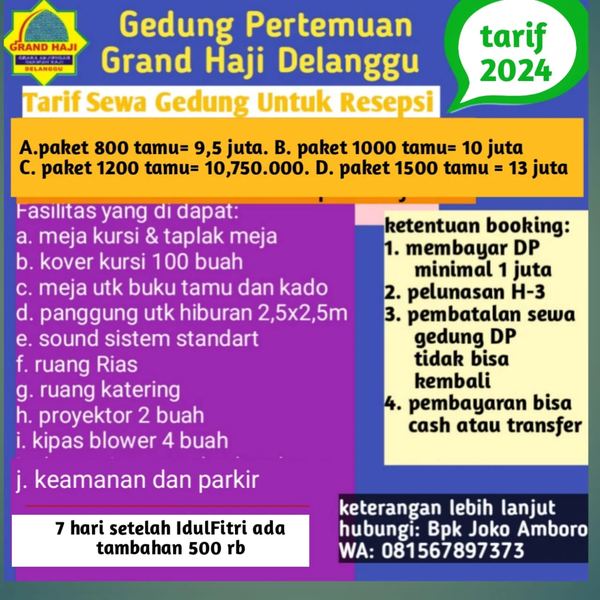 GRAND HAJI
DELANGGU
Gedung Pertemuan
Grand Haji Delanggu
tarif
2024
Tarif Sewa Gedung Untuk Resepsi
A.paket 800 tamu= 9,5 juta. B. paket 1000 tamu= 10 juta
C. paket 1200 tamu= 10,750.000. D. paket 1500 tamu = 13 juta
Fasilitas yang di dapat:
a. meja kursi & taplak meja
b. kover kursi 100 buah
c. meja utk buku tamu dan kado
d. panggung utk hiburan 2,5x2,5m
e. sound sistem standart
f. ruang Rias
g. ruang katering
h. proyektor 2 buah
i. kipas blower 4 buah
j. keamanan dan parkir
7 hari setelah IdulFitri ada
tambahan 500 rb
ketentuan booking:
1. membayar DP
minimal 1 juta
2. pelunasan H-3
3. pembatalan sewa
gedung DP
tidak bisa
kembali
4. pembayaran bisa
cash atau transfer
keterangan lebih lanjut
hubungi: Bpk Joko Amboro
WA: 081567897373